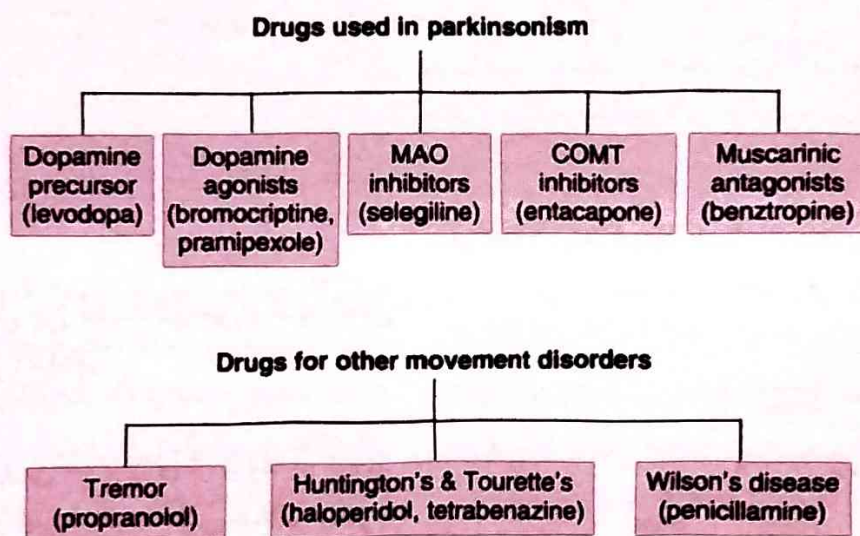 Drugs used in parkinsonism
Dopamine
precursor
(levodopa)
Dopamine
agonists
(bromocriptine,
pramipexole)
MAO
inhibitors
(selegiline)
COMT
inhibitors
(entacapone)
Muscarinic
antagonists
(benztropine)
Drugs for other movement disorders
Tremor
(propranolol)
Huntington's & Tourette's
(haloperidol, tetrabenazine)
Wilson's disease
(penicillamine)